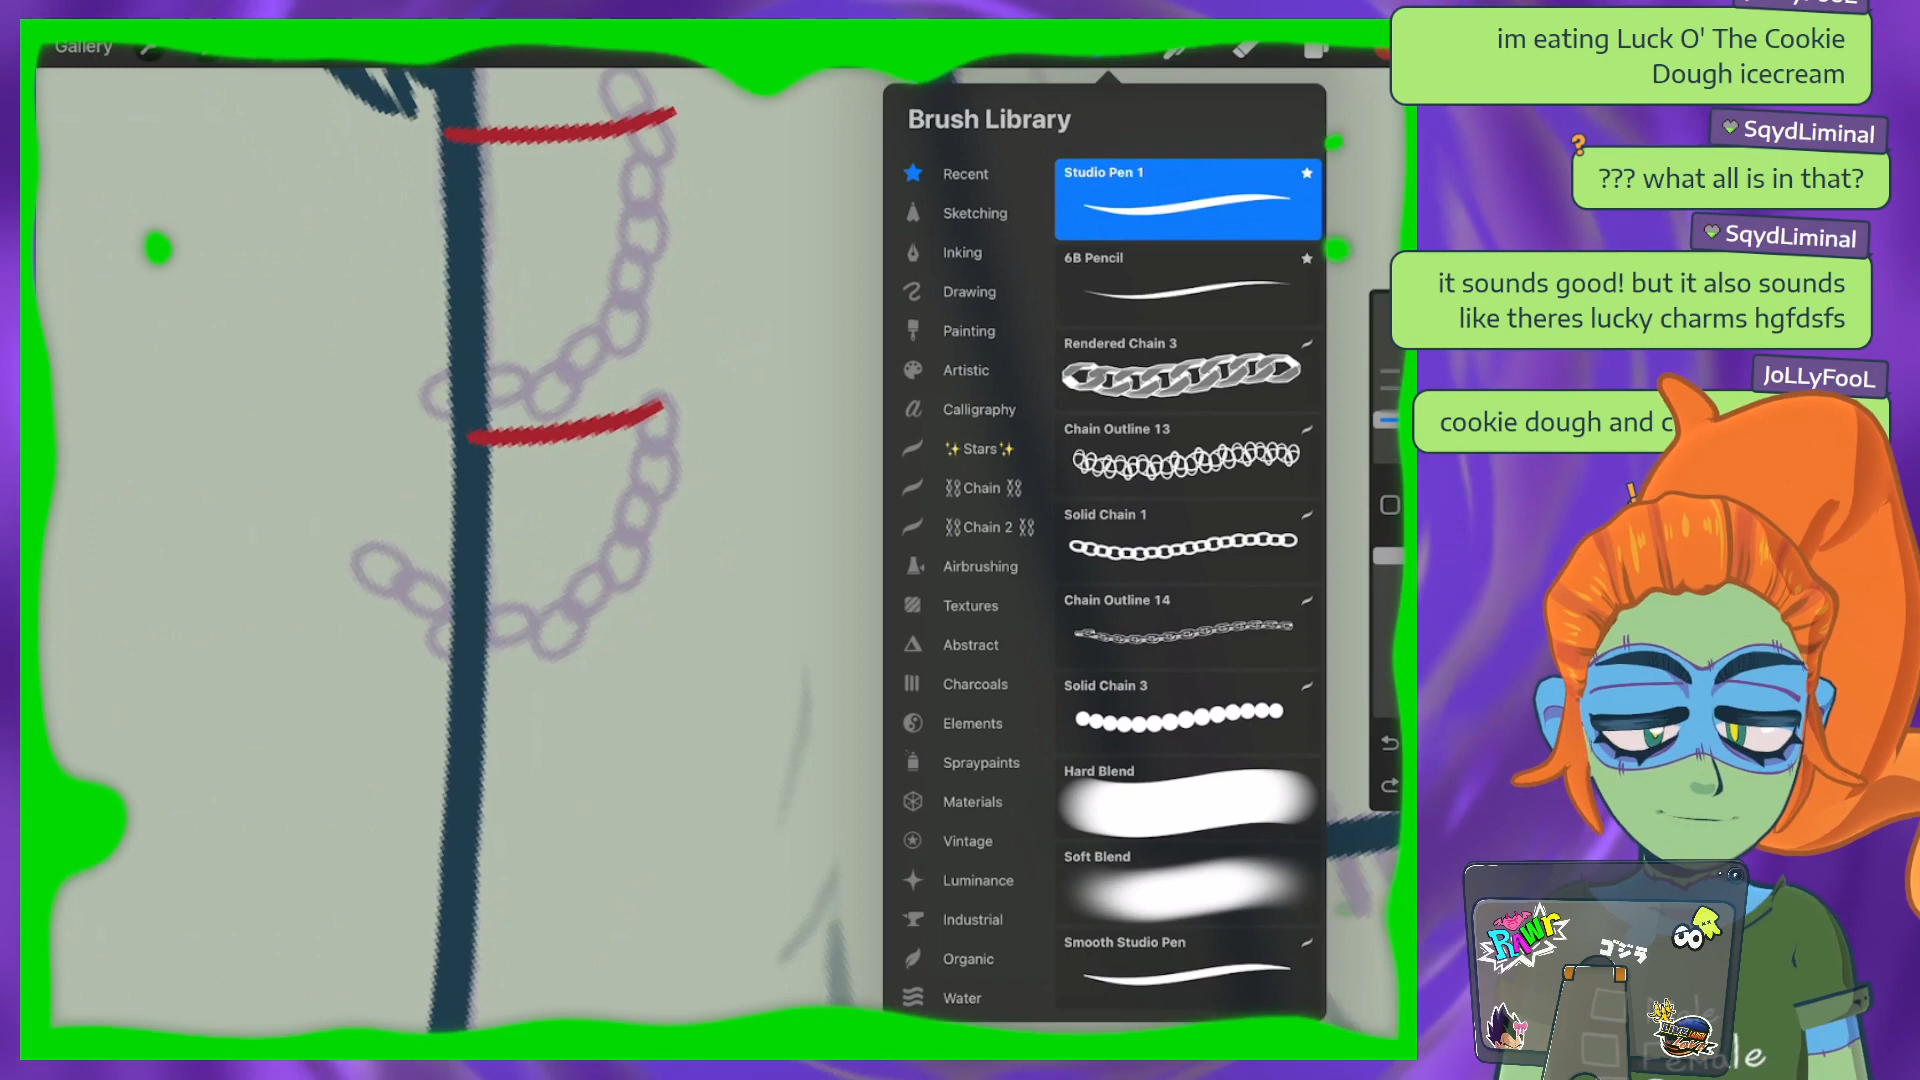 Gallery
Brush Library
Recent
Sketching
Inking
Drawing
Painting
Artistic
Calligraphy
✨Stars✨
⛓Chain ⛓
⛓Chain 2 ⛓
Airbrushing
Textures
Abstract
Charcoals
Elements
Spraypaints
Materials
Vintage
Luminance
Industrial
Organic
Water
Studio Pen 1
6B Pencil
Rendered Chain 3
Chain Outline 13
Solid Chain 1
Chain Outline 14
Solid Chain 3
Hard Blend
Soft Blend
Smooth Studio Pen
im eating Luck O' The Cookie
Dough icecream
SqydLiminal
??? what all is in that?
SqydLiminal
it sounds good! but it also sounds
like theres lucky charms hgfdsfs
JoLLyFooL
cookie dough and
RAWr
ゴジラ